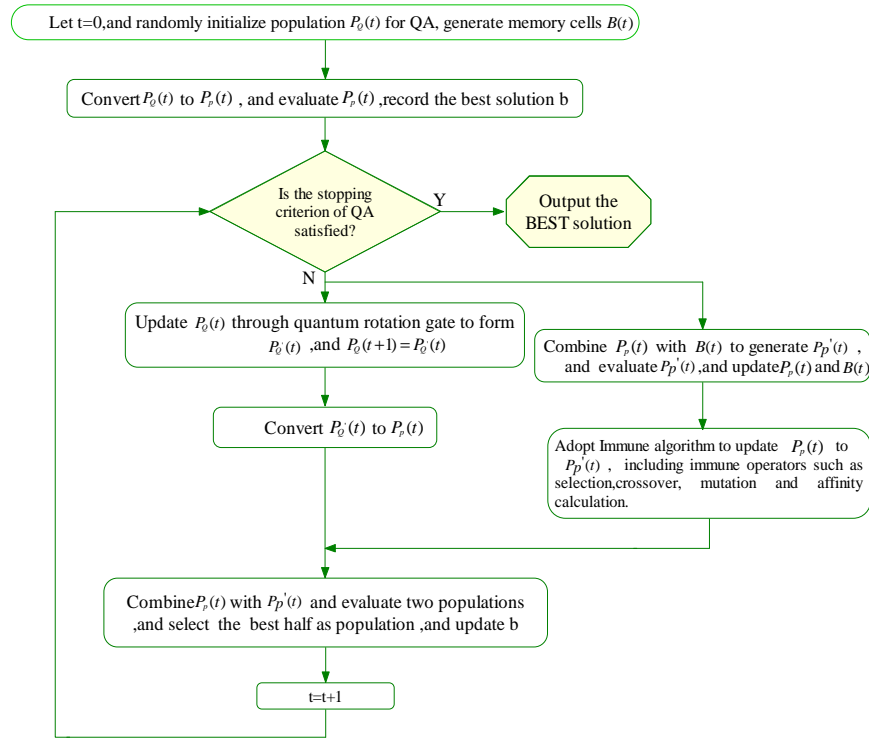 Let t=0,and randomly initialize population P_Q(t) for QA, generate memory cells B(t)
Convert P_Q(t) to P_p(t) , and evaluate P_p(t) ,record the best solution b
Is the stopping
criterion of QA
satisfied?
Y
Output the
BEST solution
N
Update P_Q(t) through quantum rotation gate to form
P_Q'(t) ,and P_Q(t+1)=P_Q'(t)
Convert P_Q'(t) to P_p(t)
Combine P_p(t) with B(t) to generate Pp'(t) ,
and evaluate Pp'(t) ,and update P_p(t) and B(t)
Adopt Immune algorithm to update P_p(t) to
Pp'(t) , including immune operators such as
selection,crossover, mutation and affinity
calculation.
Combine P_p(t) with Pp'(t) and evaluate two populations
,and select the best half as population ,and update b
t=t+1